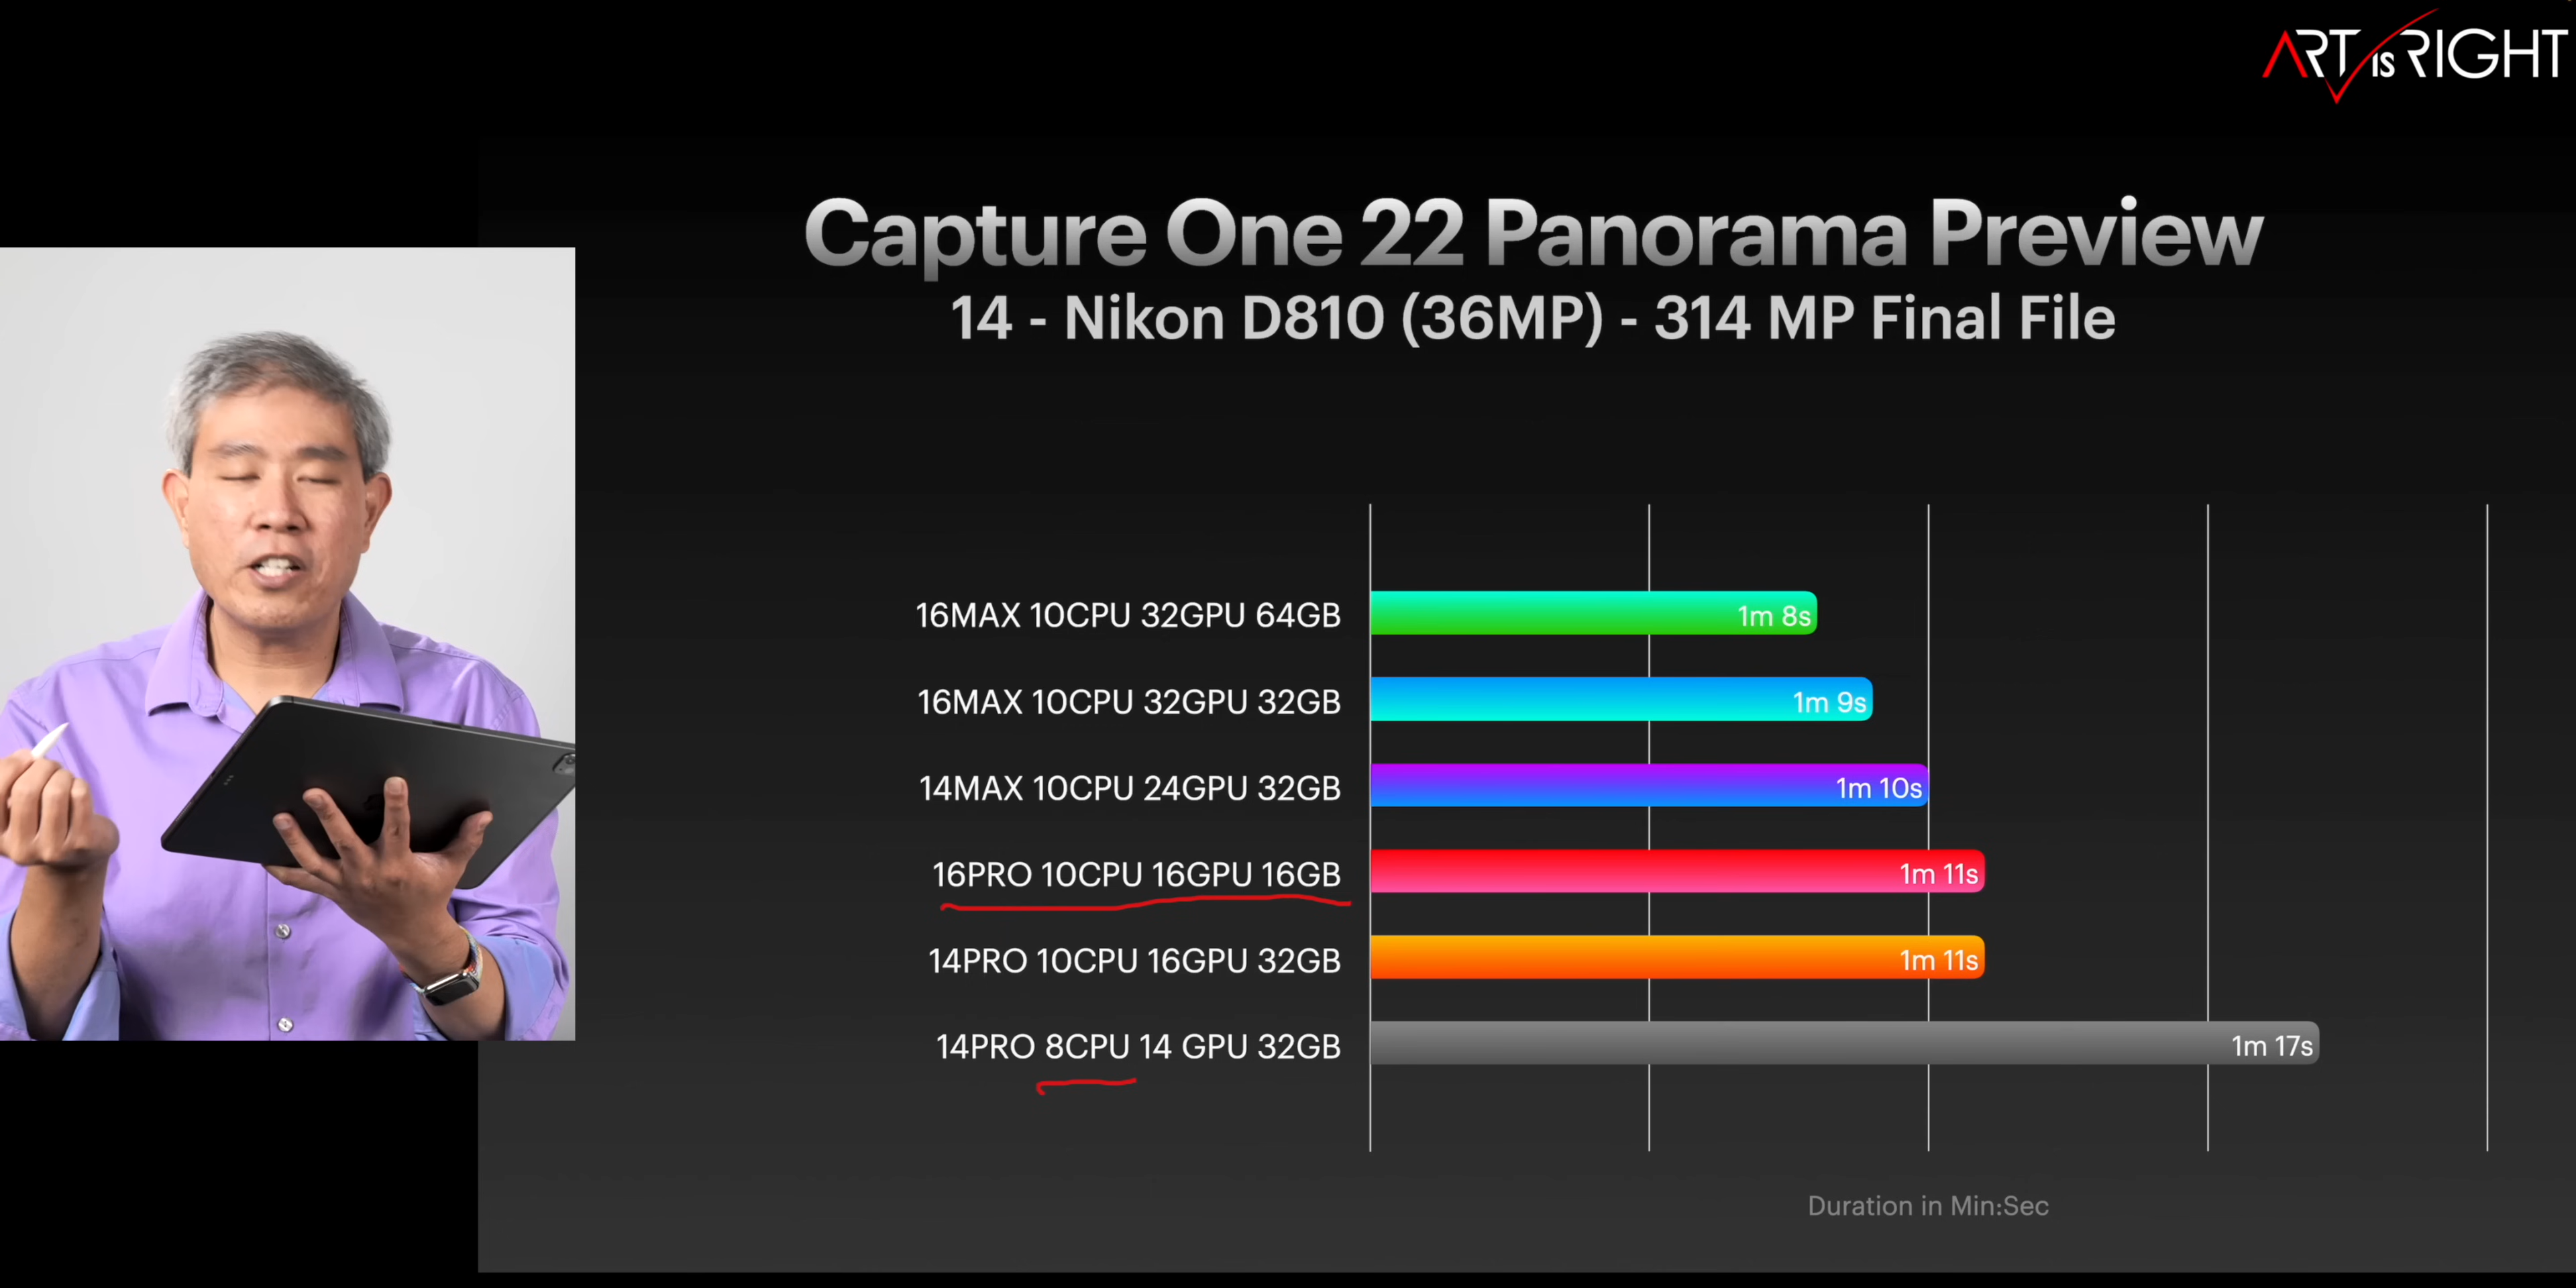 ART is RIGHT
Capture One 22 Panorama Preview
14 - Nikon D810 (36MP) - 314 MP Final File
16MAX 10CPU 32GPU 64GB 1m 8s
16MAX 10CPU 32GPU 32GB 1m 9s
14MAX 10CPU 24GPU 32GB 1m 10s
16PRO 10CPU 16GPU 16GB 1m 11s
14PRO 10CPU 16GPU 32GB 1m 11s
14PRO 8CPU 14 GPU 32GB 1m 17s
Duration in Min:Sec